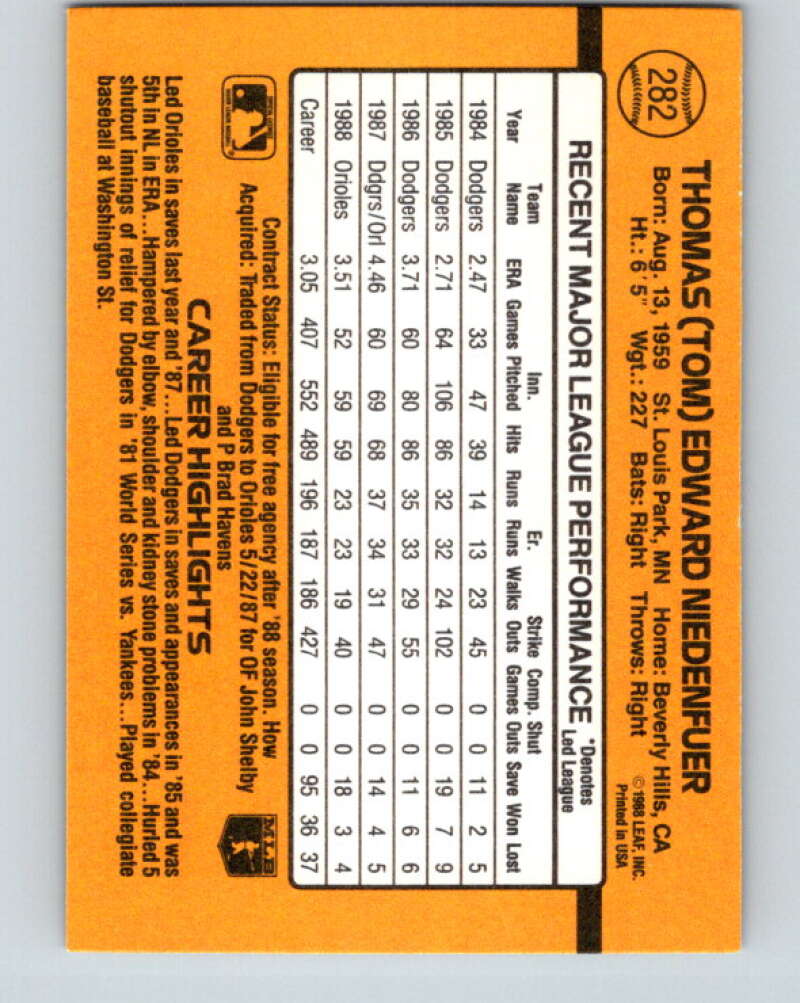 282
THOMAS (TOM) EDWARD NIEDENFUER
Born: Aug. 13, 1959 St. Louis Park, MN Home: Beverly Hills, CA
Ht.: 6' 5" Wgt.: 227 Bats: Right Throws: Right
©1988 LEAF, INC.
Printed in USA
RECENT MAJOR LEAGUE PERFORMANCE *Denotes
Led League
Team Inn. Er. Strike Comp. Shut
Year Name ERA Games Pitched Hits Runs Runs Walks Outs Games Outs Save Won Lost
1984 Dodgers 2.47 33 47 39 14 13 23 45 0 0 11 2 5
1985 Dodgers 2.71 64 106 86 32 32 24 102 0 0 19 7 9
1986 Dodgers 3.71 60 80 86 35 33 29 55 0 0 11 6 6
1987 Ddgrs/Orl 4.46 60 69 68 37 34 31 47 0 0 14 4 5
1988 Orioles 3.51 52 59 59 23 23 19 40 0 0 18 3 4
Career 3.05 407 552 489 196 187 186 427 0 0 95 36 37
Contract Status: Eligible for free agency after '88 season. How
Acquired: Traded from Dodgers to Orioles 5/22/87 for OF John Shelby
and P Brad Havens
MLB
CAREER HIGHLIGHTS
Led Orioles in saves last year and '87...Led Dodgers in saves and appearances in '85 and was
5th in NL in ERA...Hampered by elbow, shoulder and kidney stone problems in '84...Hurled 5
shutout innings of relief for Dodgers in '81 World Series vs. Yankees...Played collegiate
baseball at Washington St.